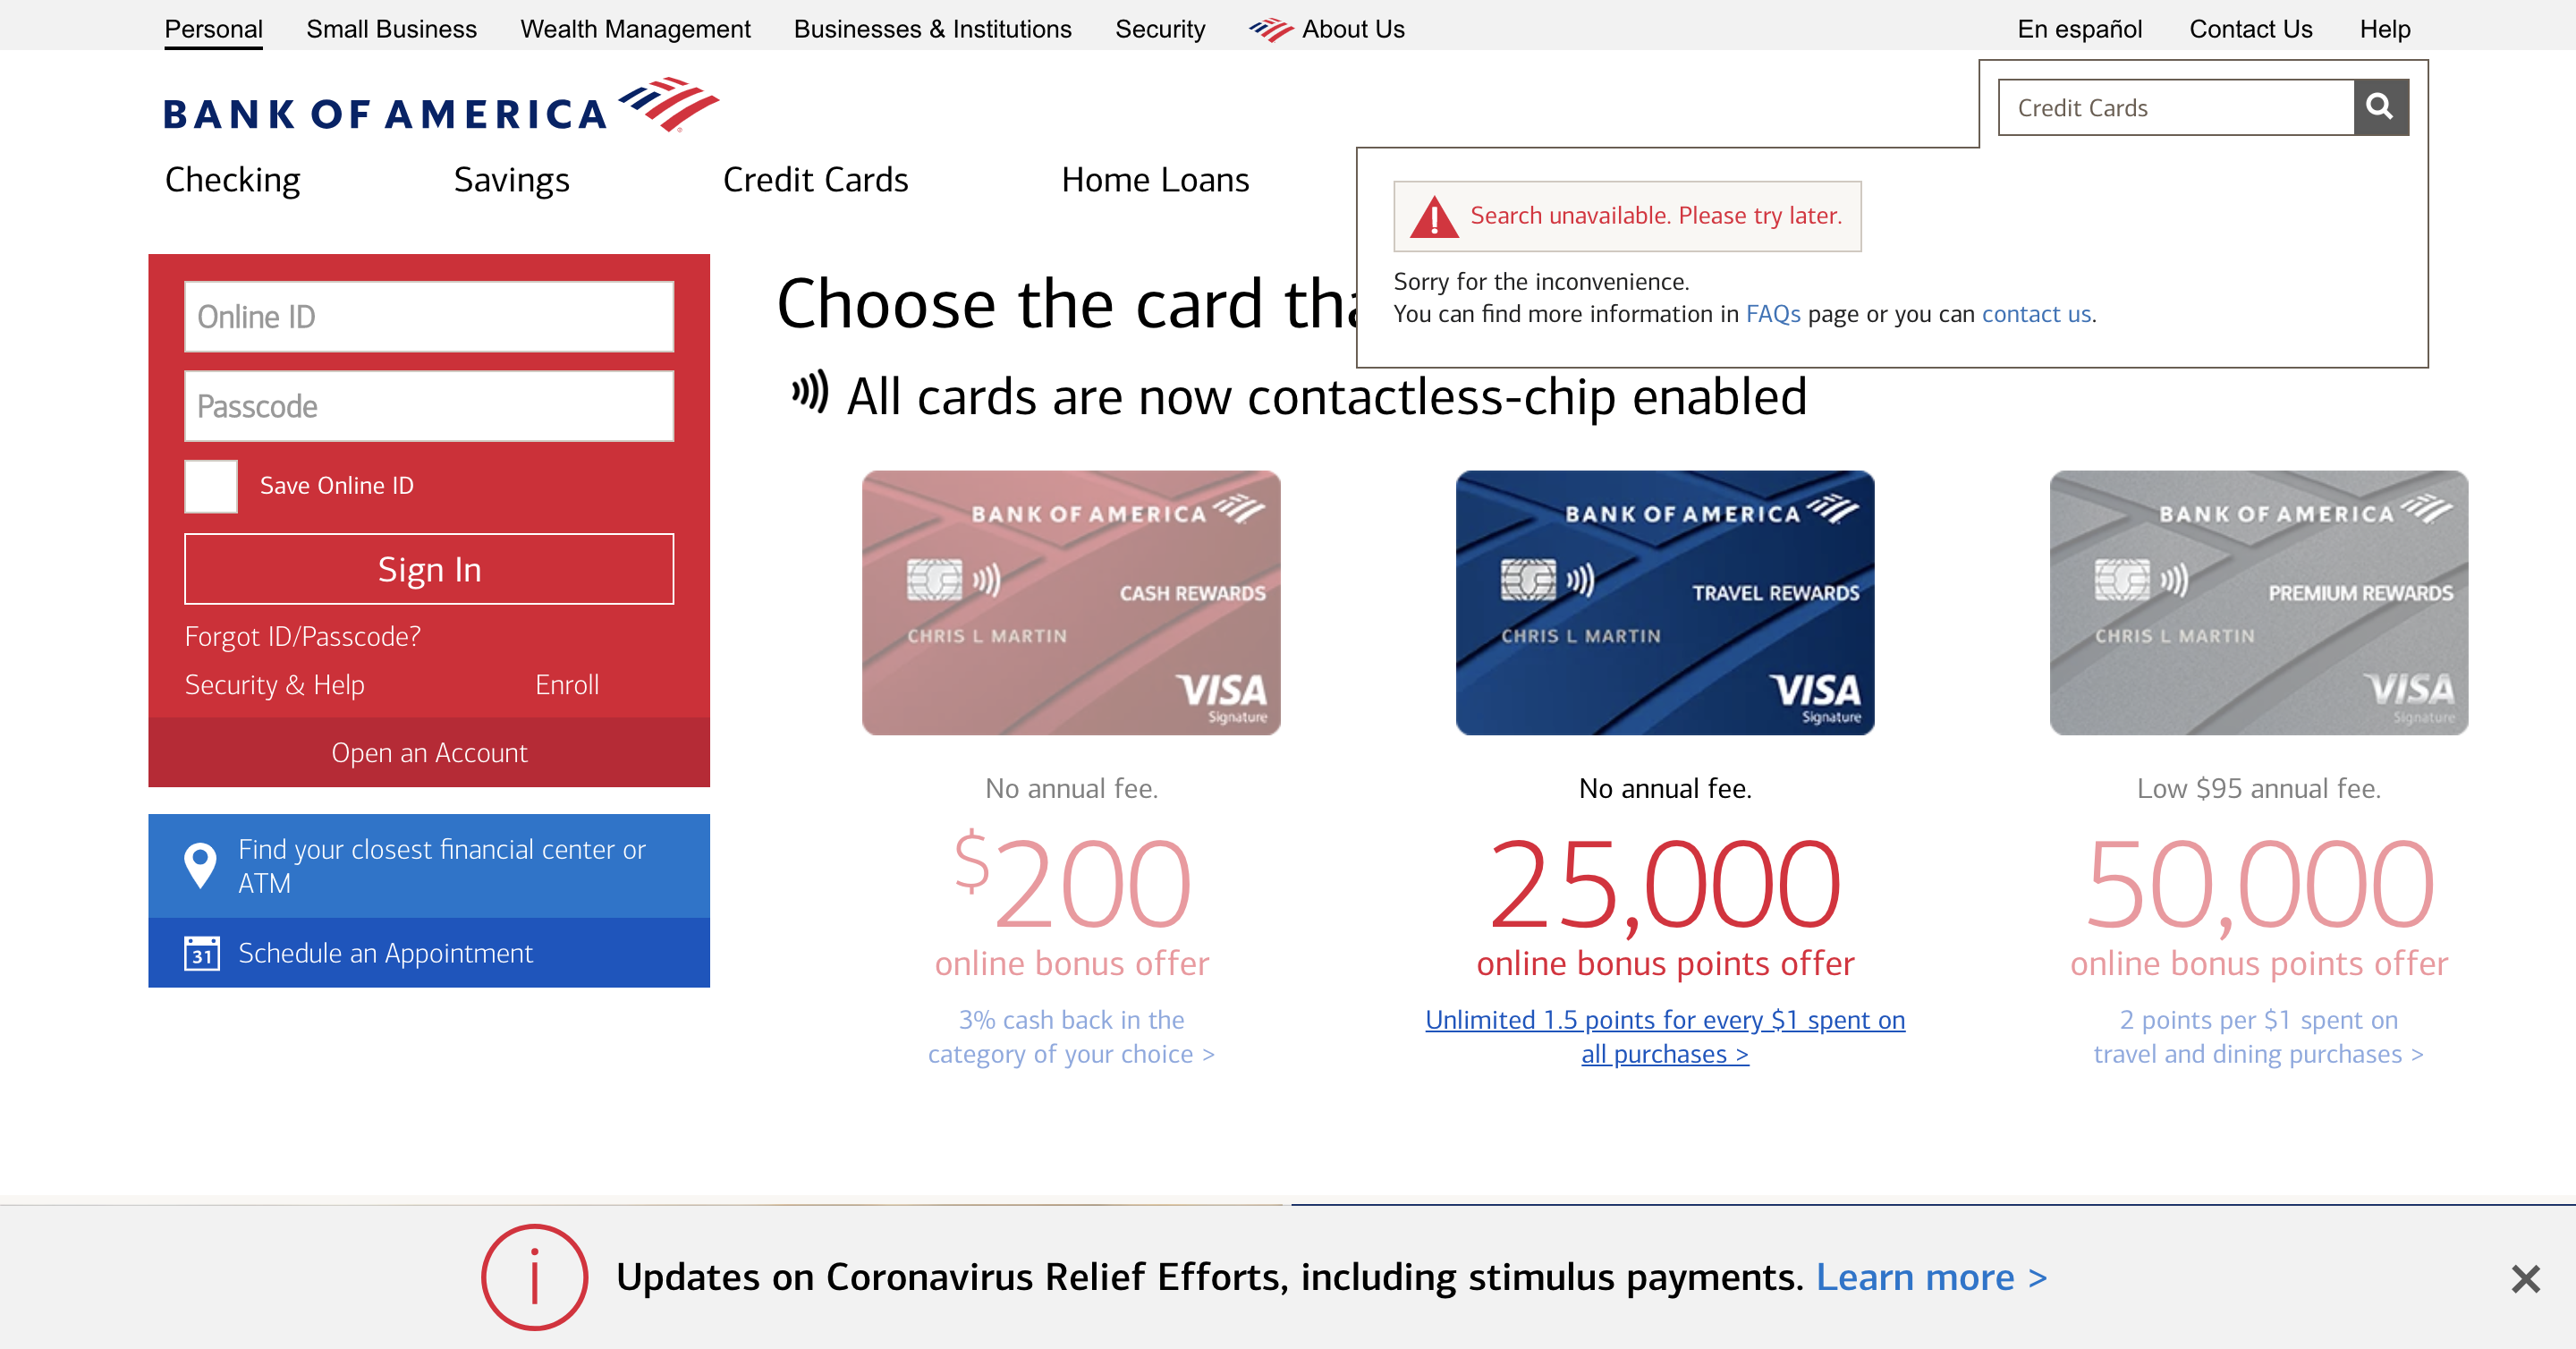 Personal Small Business Wealth Management Businesses & Institutions Security About Us En español Contact Us Help
BANK OF AMERICA
Credit Cards
Checking Savings Credit Cards Home Loans
Search unavailable. Please try later.
Sorry for the inconvenience.
You can find more information in FAQs page or you can contact us.
Online ID
Passcode
Save Online ID
Sign In
Forgot ID/Passcode?
Security & Help Enroll
Open an Account
Find your closest financial center or
ATM
31 Schedule an Appointment
Choose the card
All cards are now contactless-chip enabled
BANK OF AMERICA
CASH REWARDS
CHRIS L MARTIN
VISA
Signature
No annual fee.
$200
online bonus offer
3% cash back in the
category of your choice >
BANK OF AMERICA
TRAVEL REWARDS
CHRIS L MARTIN
VISA
Signature
No annual fee.
25,000
online bonus points offer
Unlimited 1.5 points for every $1 spent on
all purchases >
BANK OF AMERICA
PREMIUM REWARDS
CHRIS L MARTIN
VISA
Signature
Low $95 annual fee.
50,000
online bonus points offer
2 points per $1 spent on
travel and dining purchases >
i
Updates on Coronavirus Relief Efforts, including stimulus payments. Learn more >